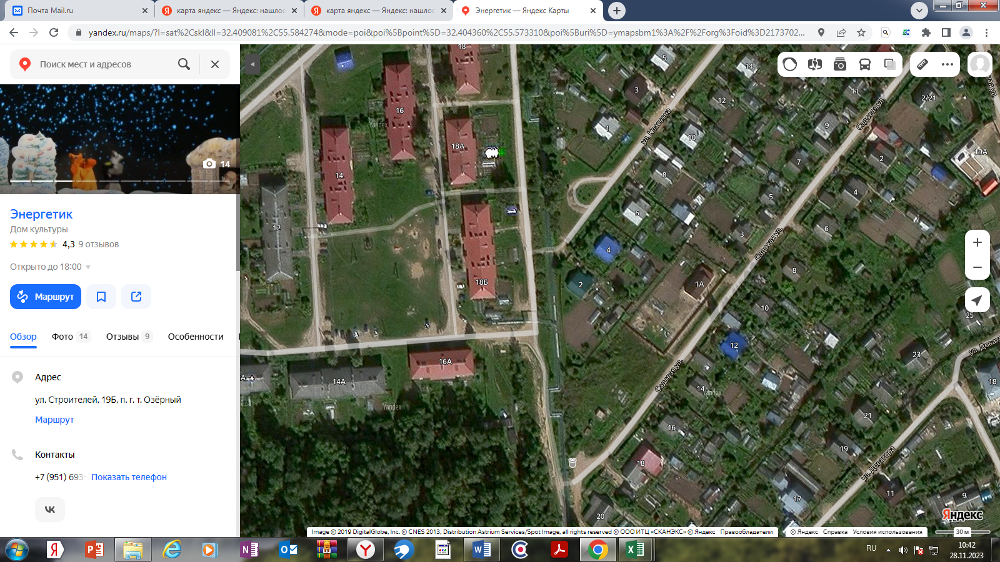 Почта Mail.ru
карта яндекс — Яндекс: нашлос
карта яндекс — Яндекс: нашлос
Энергетик — Яндекс Карты
yandex.ru/maps/?l=sat%2Cskl&ll=32.409081%2C55.584274&mode=poi&poi%5Bpoint%5D=32.404360%2C55.573310&poi%5Buri%5D=ymapsbm1%3A%2F%2Forg%3Foid%3D2173702...
Поиск мест и адресов
14
Энергетик
Дом культуры
4,3 9 отзывов
Открыто до 18:00
Маршрут
Обзор Фото 14 Отзывы 9 Особенности
Адрес
ул. Строителей, 19Б, п. г. т. Озёрный
Маршрут
Контакты
+7 (951) 693- Показать телефон
18
5
14
3
12
11
2/21
16
Yandex
1
ул. Классона
10
Садовая ул.
9
18А
2
19А
14
8
7
5
4
12
6
3
6
Садовая ул.
4
8
2
1А
18Б
10
25
12
ул. Доватора
23
16А
14А
А
18
Садовая ул.
14
Yandex
Yandex
21
16
19
18
ул. Доватора
11
17
9
20
Яндекс
Image © 2019 DigitalGlobe, Inc. © CNES 2013, Distribution Astrium Services/Spot Image, all rights reserved © ООО ИТЦ «СКАНЭКС» © Яндекс Правообладатели
© Яндекс Справка Условия использования
30 м
RU
10:42
28.11.2023